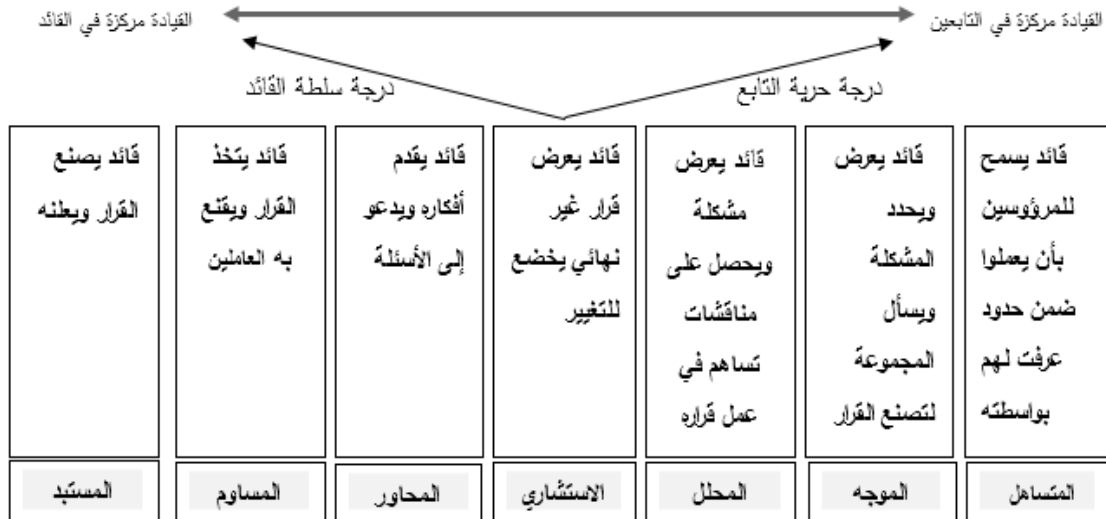 القيادة مركزة في التابعين
القيادة مركزة في القائد
درجة حرية التابع
درجة سلطة القائد
قائد يسمح
للمرؤوسين
بأن يعملوا
ضمن حدود
عرفت لهم
بواسطته
المتساهل
قائد يعرض
ويحدد
المشكلة
ويسأل
المجموعة
لتصنع القرار
الموجه
قائد يعرض
مشكلة
ويحصل على
مناقشات
تساهم في
عمل قراره
المحلل
قائد يعرض
قرار غير
نهائي يخضع
للتغيير
الاستشاري
قائد يقدم
أفكاره ويدعو
إلى الأسئلة
المحاور
قائد يتخذ
القرار ويقنع
به العاملين
المساوم
قائد يصنع
القرار ويعلنه
المستبد